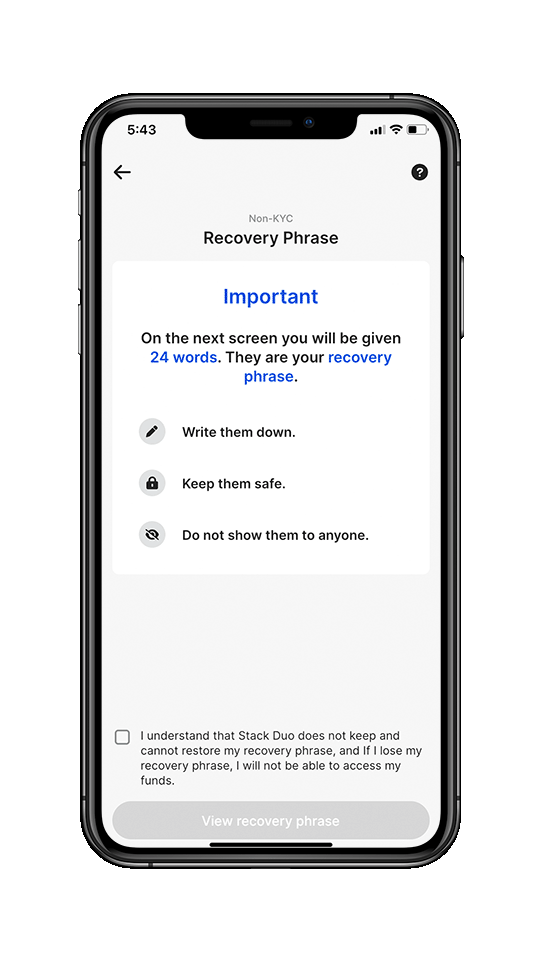 5:43
?
Non-KYC
Recovery Phrase
Important
On the next screen you will be given
24 words. They are your recovery
phrase.
Write them down.
Keep them safe.
Do not show them to anyone.
I understand that Stack Duo does not keep and
cannot restore my recovery phrase, and If I lose my
recovery phrase, I will not be able to access my
funds.
View recovery phrase